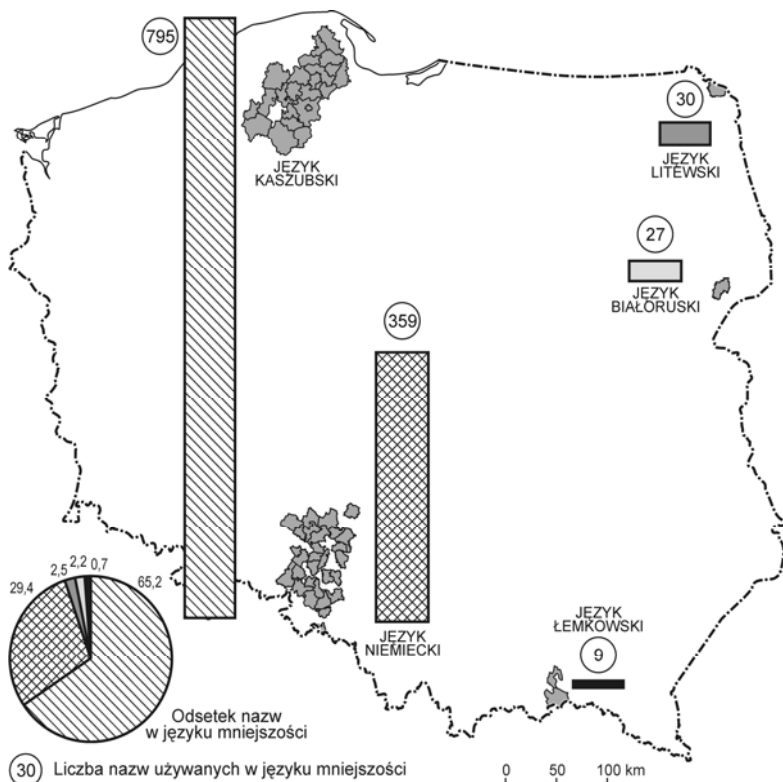 795
JĘZYK
KASZUBSKI
30
JĘZYK
LITEWSKI
27
JĘZYK
BIAŁORUSKI
359
JĘZYK
NIEMIECKI
JĘZYK
ŁEMKOWSKI
9
29,4
2,5
2,2
0,7
65,2
Odsetek nazw
w języku mniejszości
30 Liczba nazw używanych w języku mniejszości
0 50 100 km